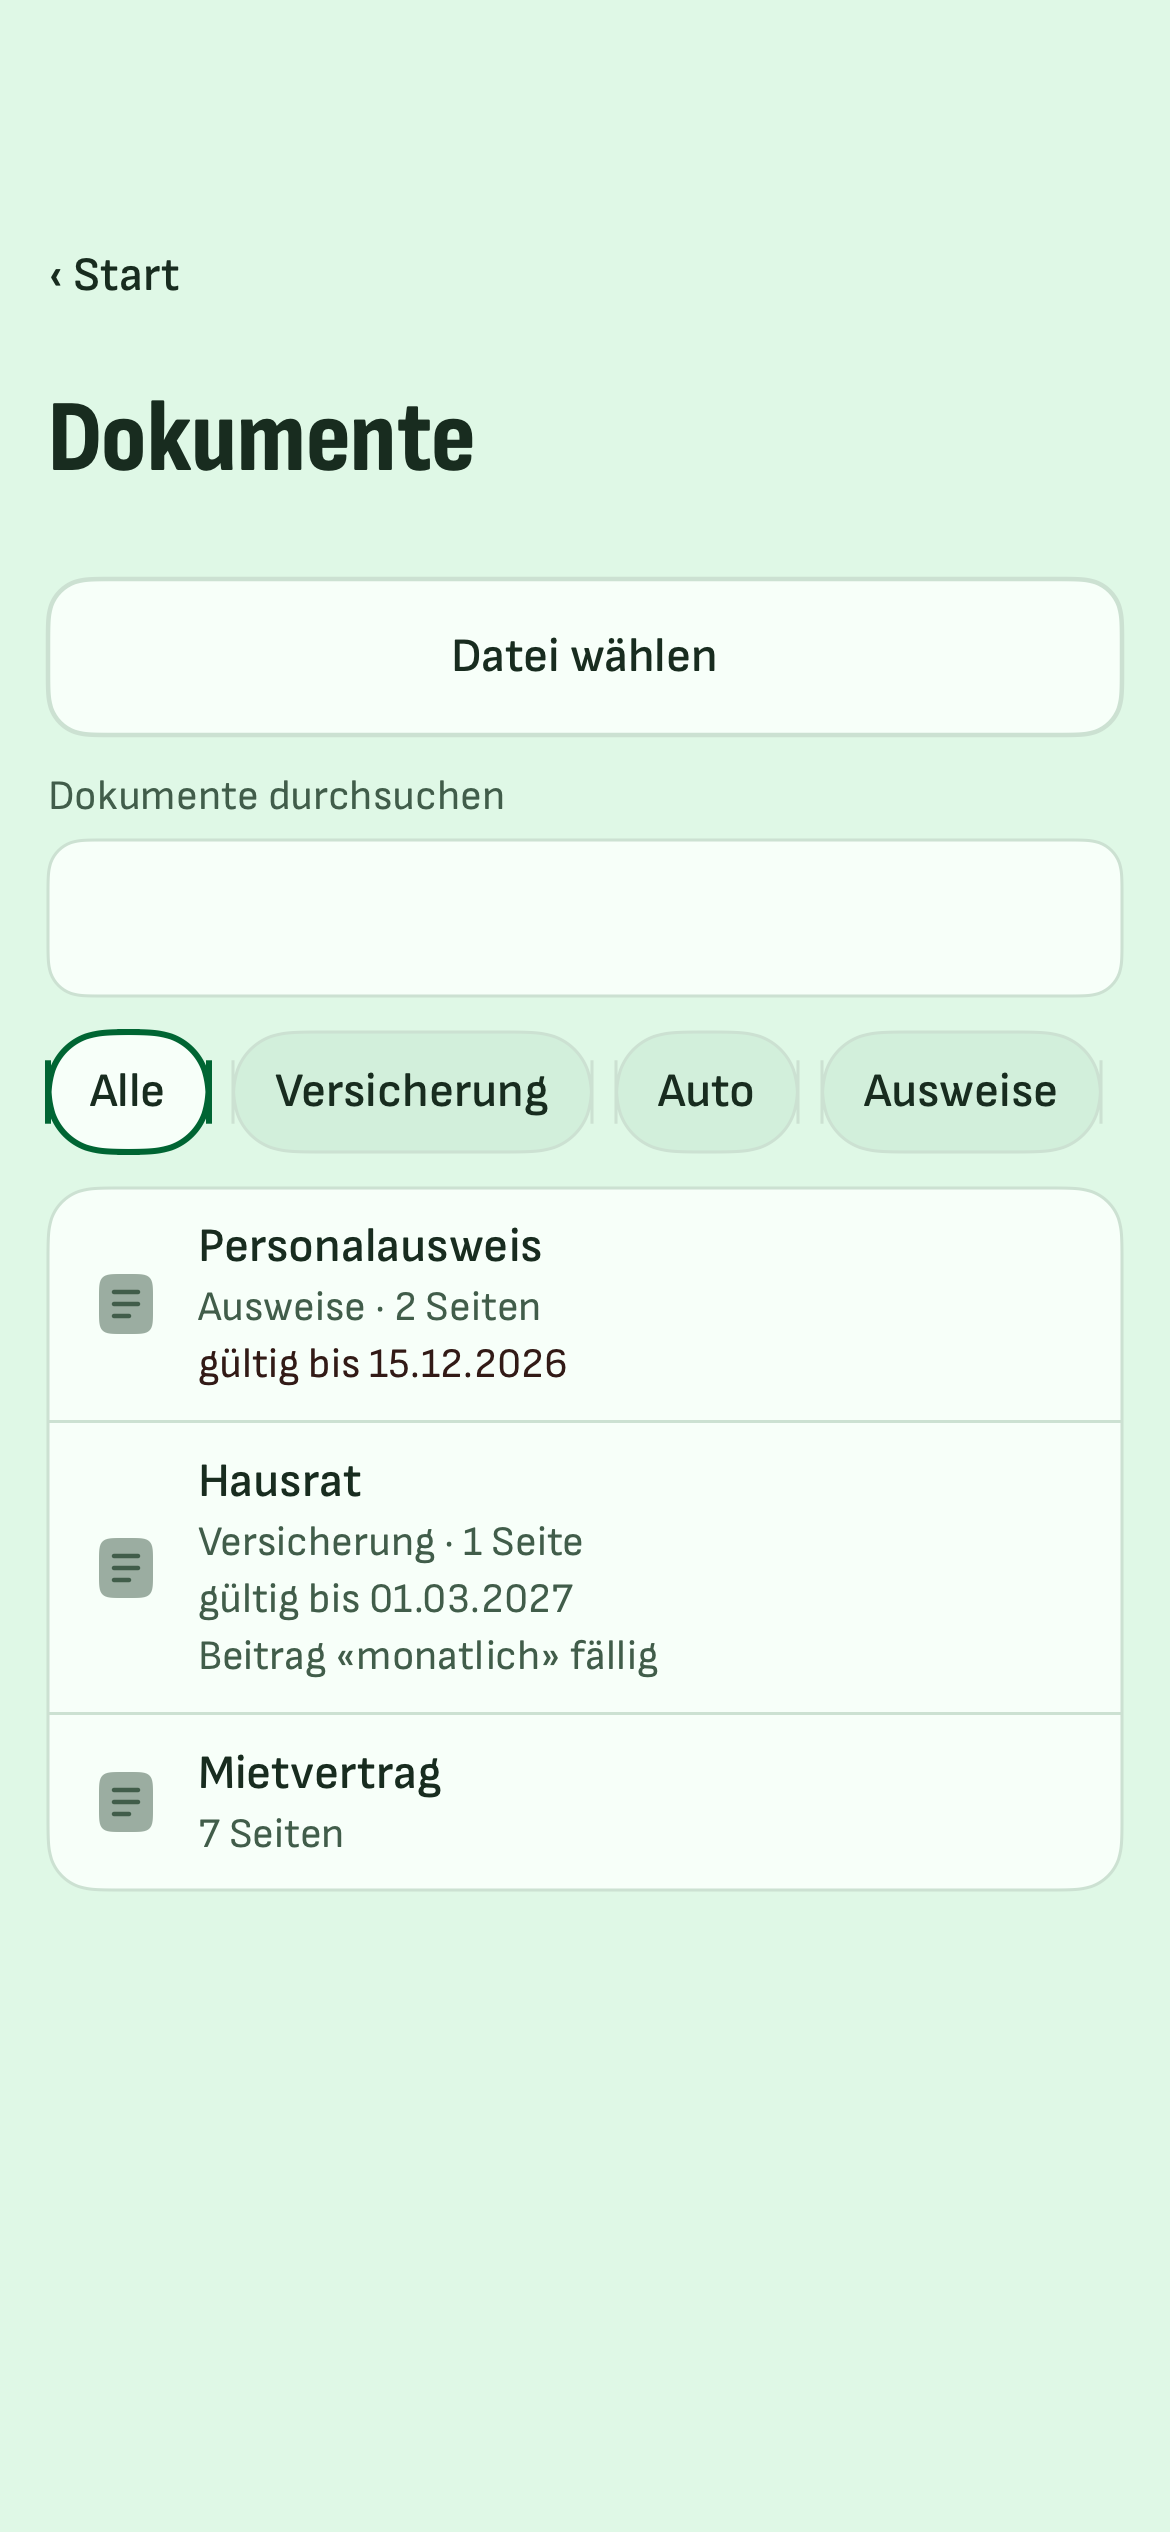 ‹ Start
Dokumente
Datei wählen
Dokumente durchsuchen
Alle
Versicherung
Auto
Ausweise
Personalausweis
Ausweise · 2 Seiten
gültig bis 15.12.2026
Hausrat
Versicherung · 1 Seite
gültig bis 01.03.2027
Beitrag «monatlich» fällig
Mietvertrag
7 Seiten